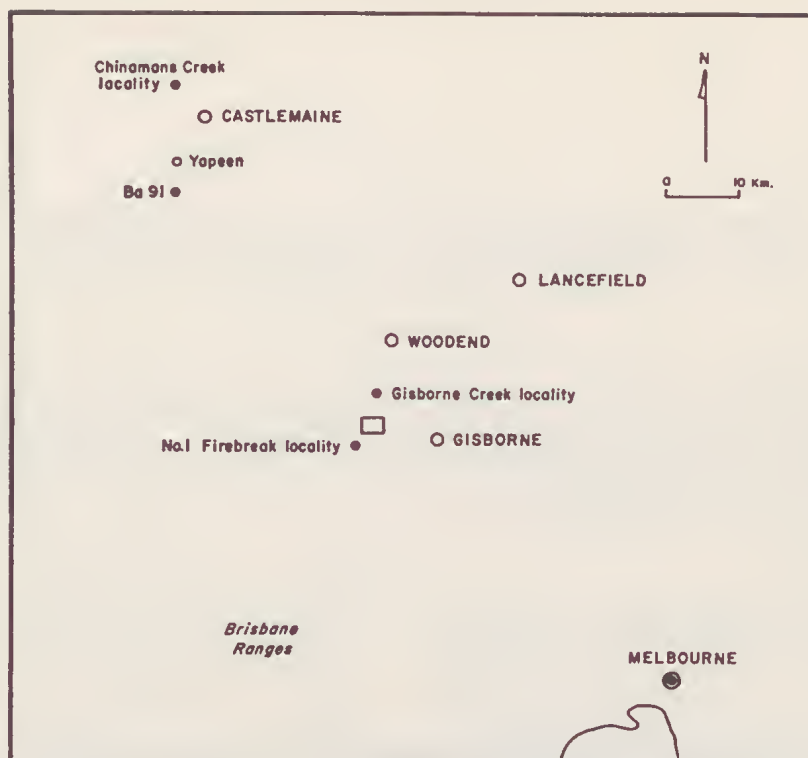 Chinamans Creek
locality
N
CASTLEMAINE
Yapeen
0 10 Km.
Ba 91
LANCEFIELD
WOODEND
Gisborne Creek locality
No.1 Firebreak locality
GISBORNE
Brisbane
Ranges
MELBOURNE